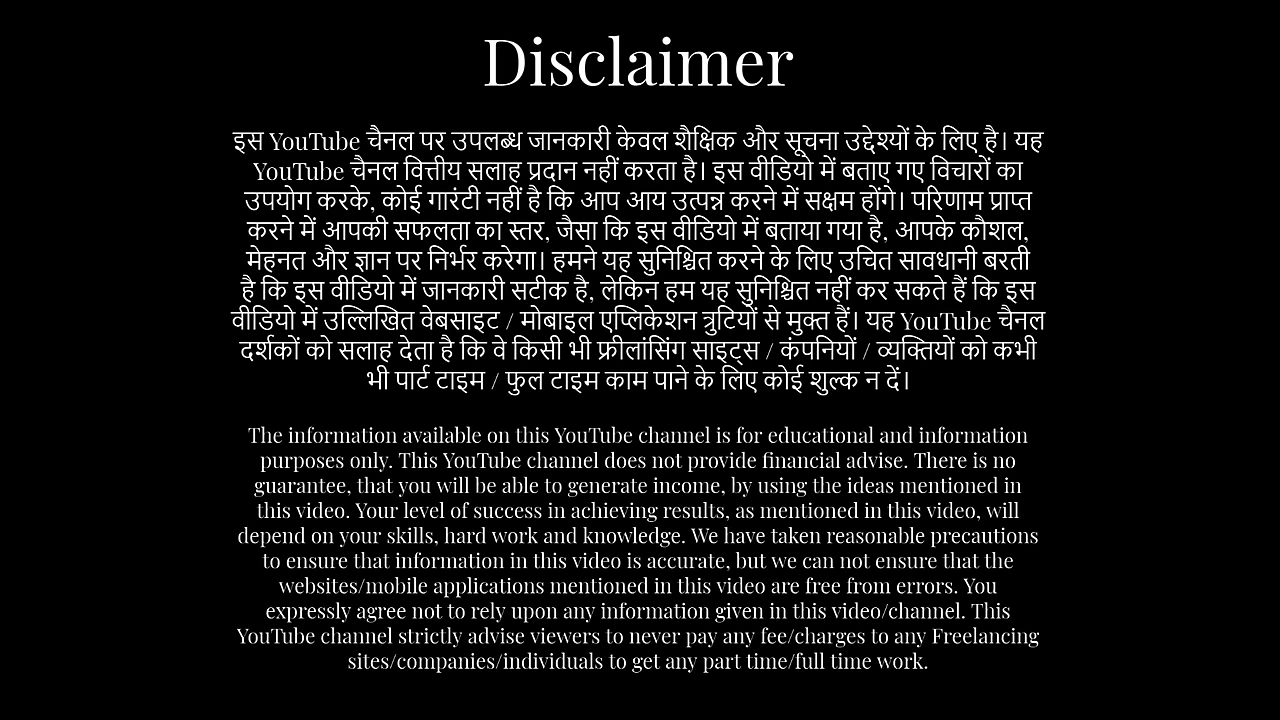 Disclaimer
इस YouTube चैनल पर उपलब्ध जानकारी केवल शैक्षिक और सूचना उद्देश्यों के लिए है। यह
YouTube चैनल वित्तीय सलाह प्रदान नहीं करता है। इस वीडियो में बताए गए विचारों का
उपयोग करके, कोई गारंटी नहीं है कि आप आय उत्पन्न करने में सक्षम होंगे। परिणाम प्राप्त
करने में आपकी सफलता का स्तर, जैसा कि इस वीडियो में बताया गया है, आपके कौशल,
मेहनत और ज्ञान पर निर्भर करेगा। हमने यह सुनिश्चित करने के लिए उचित सावधानी बरती
है कि इस वीडियो में जानकारी सटीक है, लेकिन हम यह सुनिश्चित नहीं कर सकते हैं कि इस
वीडियो में उल्लिखित वेबसाइट / मोबाइल एप्लिकेशन त्रुटियों से मुक्त हैं। यह YouTube चैनल
दर्शकों को सलाह देता है कि वे किसी भी फ्रीलांसिंग साइट्स / कंपनियों / व्यक्तियों को कभी
भी पार्ट टाइम / फुल टाइम काम पाने के लिए कोई शुल्क न दें।
The information available on this YouTube channel is for educational and information
purposes only. This YouTube channel does not provide financial advise. There is no
guarantee, that you will be able to generate income, by using the ideas mentioned in
this video. Your level of success in achieving results, as mentioned in this video, will
depend on your skills, hard work and knowledge. We have taken reasonable precautions
to ensure that information in this video is accurate, but we can not ensure that the
websites/mobile applications mentioned in this video are free from errors. You
expressly agree not to rely upon any information given in this video/channel. This
YouTube channel strictly advise viewers to never pay any fee/charges to any Freelancing
sites/companies/individuals to get any part time/full time work.